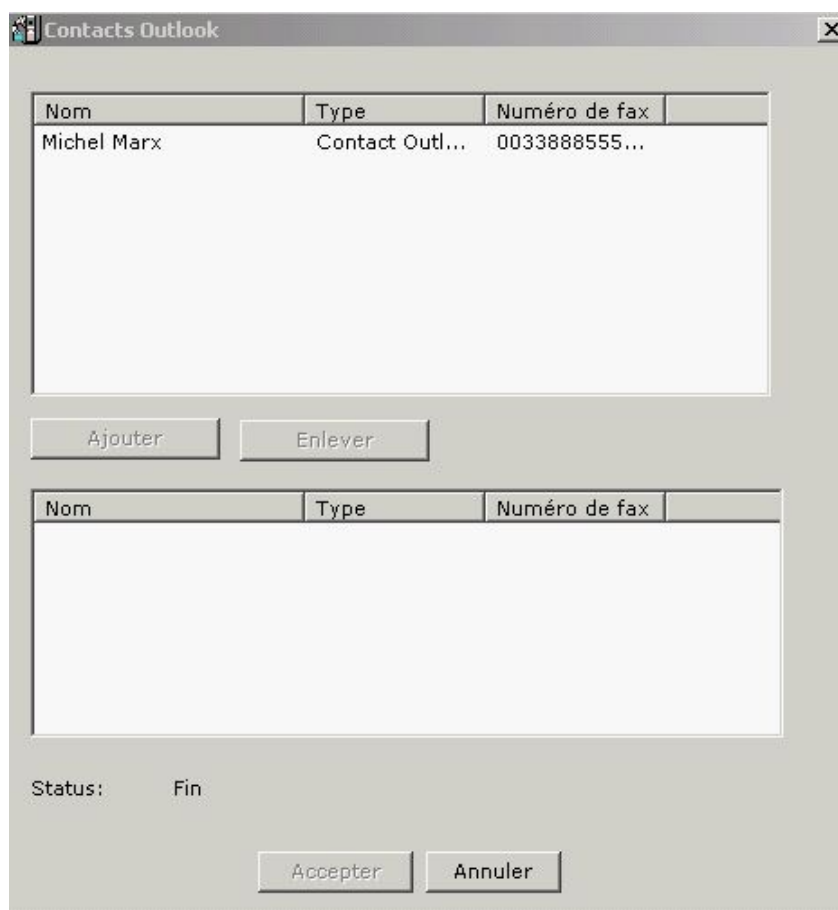 Contacts Outlook
Nom Type Numéro de fax
Michel Marx Contact Outl... 0033888555...
Ajouter Enlever
Nom Type Numéro de fax
Status: Fin
Accepter Annuler